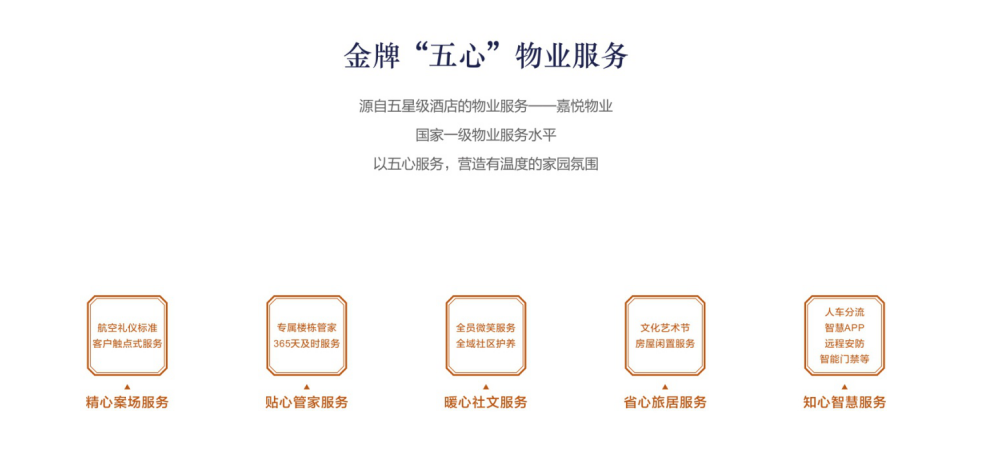 金牌“五心”物业服务
源自五星级酒店的物业服务——嘉悦物业
国家一级物业服务水平
以五心服务，营造有温度的家园氛围
航空礼仪标准
客户触点式服务
精心案场服务
专属楼栋管家
365天及时服务
贴心管家服务
全员微笑服务
全域社区护养
暖心社文服务
文化艺术节
房屋闲置服务
省心旅居服务
人车分流
智慧APP
远程安防
智能门禁等
知心智慧服务